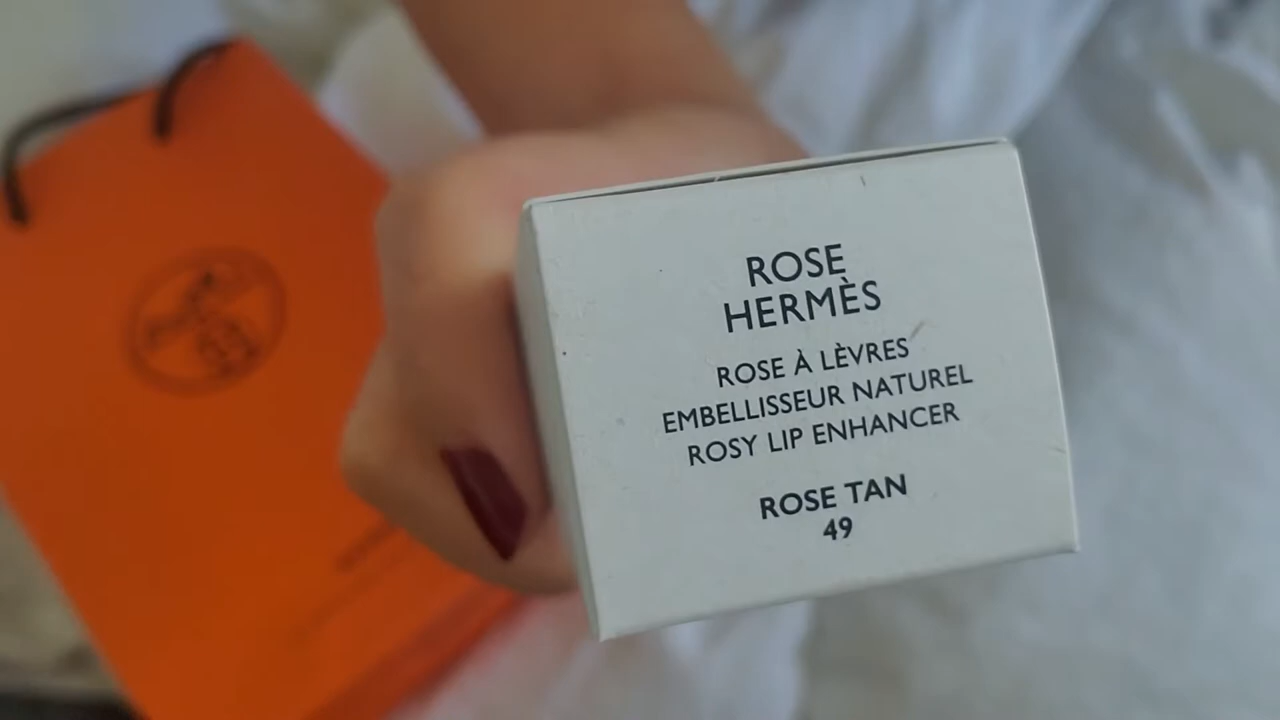 ROSE
HERMÈS
ROSE À LÈVRES
EMBELLISSEUR NATUREL
ROSY LIP ENHANCER
ROSE TAN
49